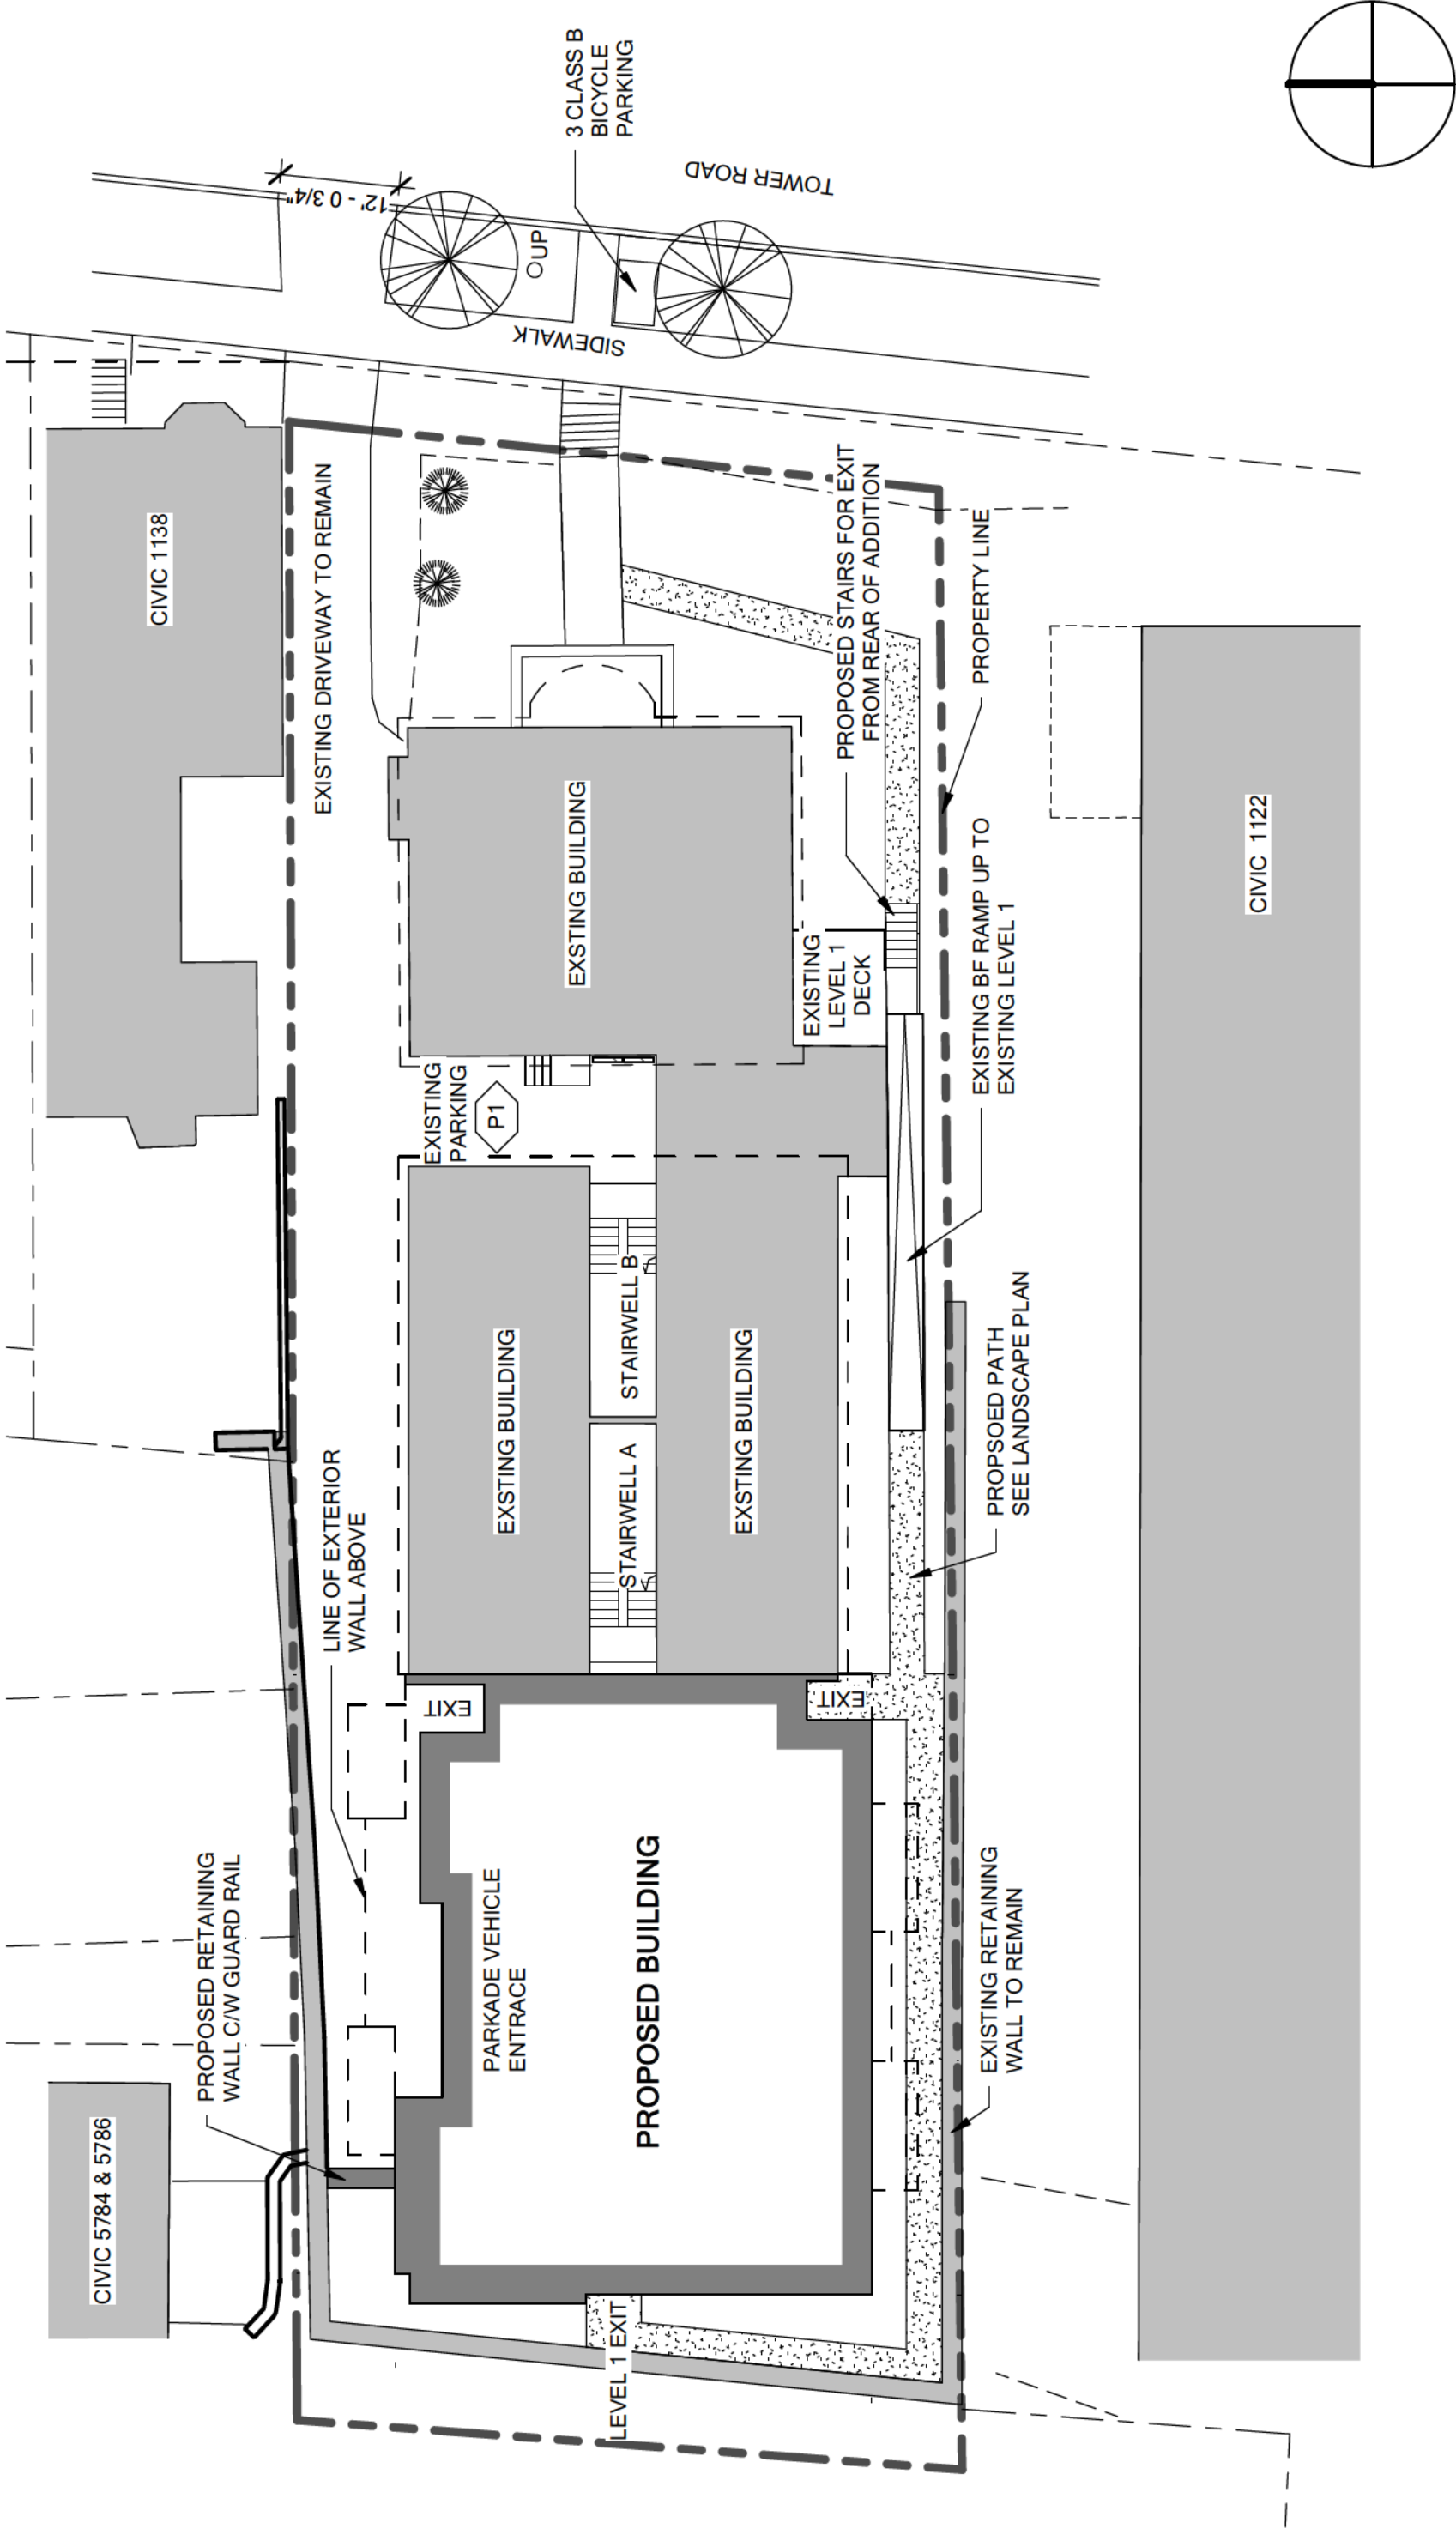 3 CLASS B
BICYCLE
PARKING
TOWER ROAD
12' - 0 3/4"
UP
SIDEWALK
CIVIC 1138
EXISTING DRIVEWAY TO REMAIN
PROPOSED STAIRS FOR EXIT
FROM REAR OF ADDITION
PROPERTY LINE
EXSTING BUILDING
EXISTING
LEVEL 1
DECK
EXISTING BF RAMP UP TO
EXISTING LEVEL 1
CIVIC 1122
EXISTING
PARKING
P1
EXSTING BUILDING
STAIRWELL B
STAIRWELL A
EXSTING BUILDING
PROPSOED PATH
SEE LANDSCAPE PLAN
LINE OF EXTERIOR
WALL ABOVE
EXIT
EXIT
PROPOSED RETAINING
WALL C/W GUARD RAIL
PARKADE VEHICLE
ENTRACE
PROPOSED BUILDING
EXISTING RETAINING
WALL TO REMAIN
CIVIC 5784 & 5786
LEVEL 1 EXIT